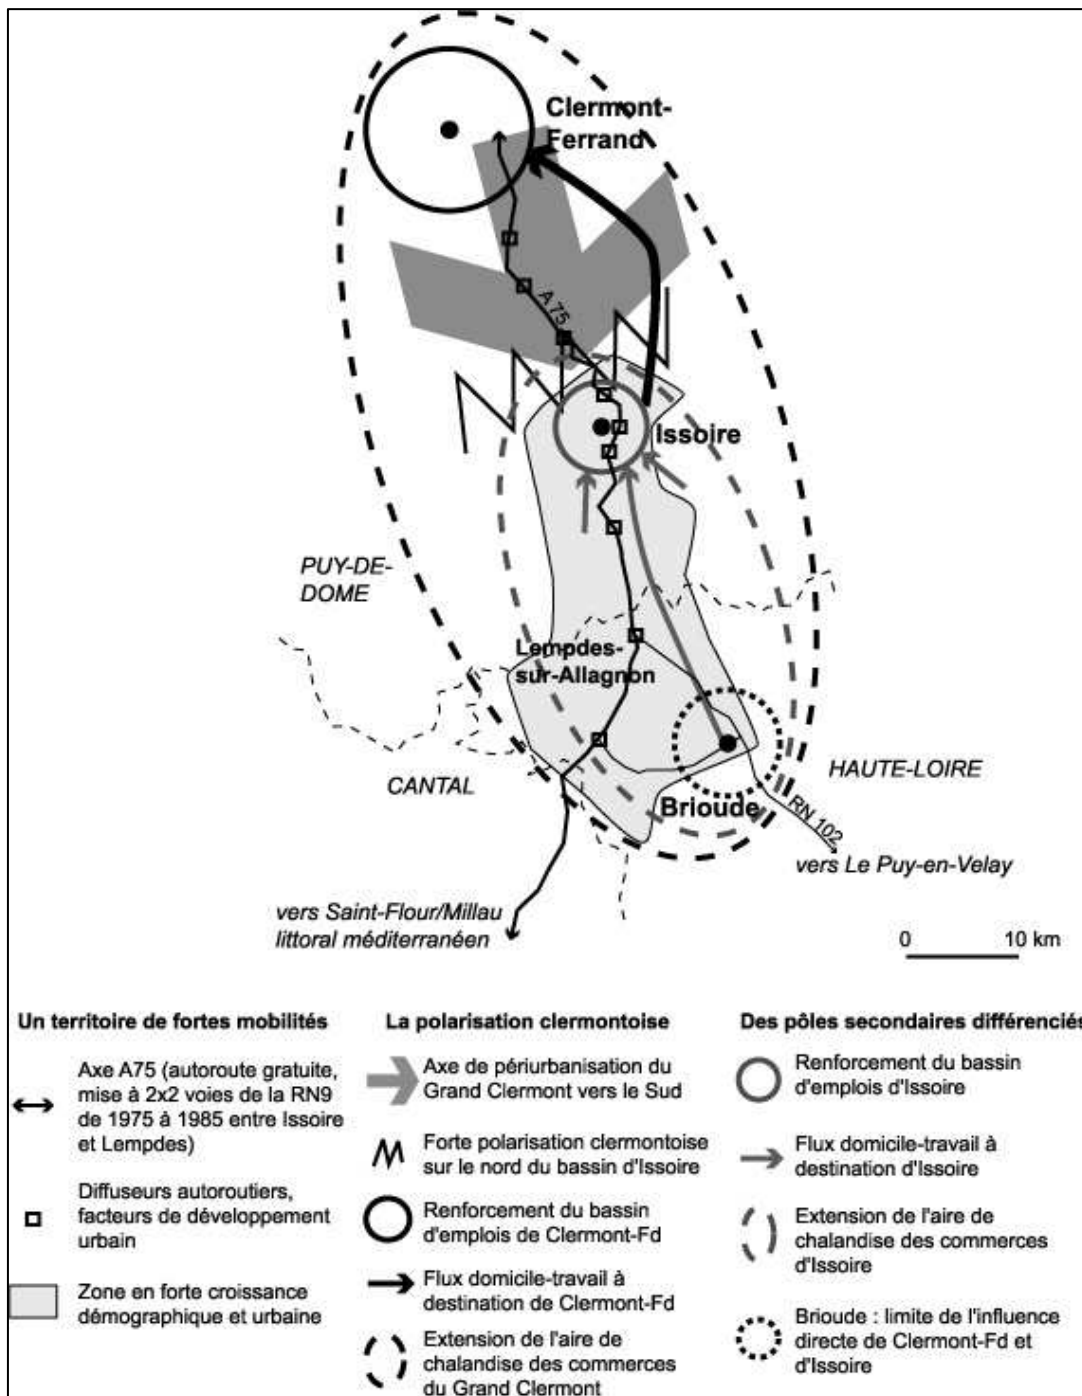 Clermont-
Ferrand
A 75
Issoire
PUY-DE-
DOME
Lempdes-
sur-Allagnon
CANTAL
HAUTE-LOIRE
Brioude
RN 102
vers Le Puy-en-Velay
vers Saint-Flour/Millau
littoral méditerranéen
0 10 km
Un territoire de fortes mobilités
Axe A75 (autoroute gratuite,
mise à 2x2 voies de la RN9
de 1975 à 1985 entre Issoire
et Lempdes)
Diffuseurs autoroutiers,
facteurs de développement
urbain
Zone en forte croissance
démographique et urbaine
La polarisation clermontoise
Axe de périurbanisation du
Grand Clermont vers le Sud
Forte polarisation clermontoise
sur le nord du bassin d'Issoire
Renforcement du bassin
d'emplois de Clermont-Fd
Flux domicile-travail à
destination de Clermont-Fd
Extension de l'aire de
chalandise des commerces
du Grand Clermont
Des pôles secondaires différenciés
Renforcement du bassin
d'emplois d'Issoire
Flux domicile-travail à
destination d'Issoire
Extension de l'aire de
chalandise des commerces
d'Issoire
Brioude : limite de l'influence
directe de Clermont-Fd et
d'Issoire